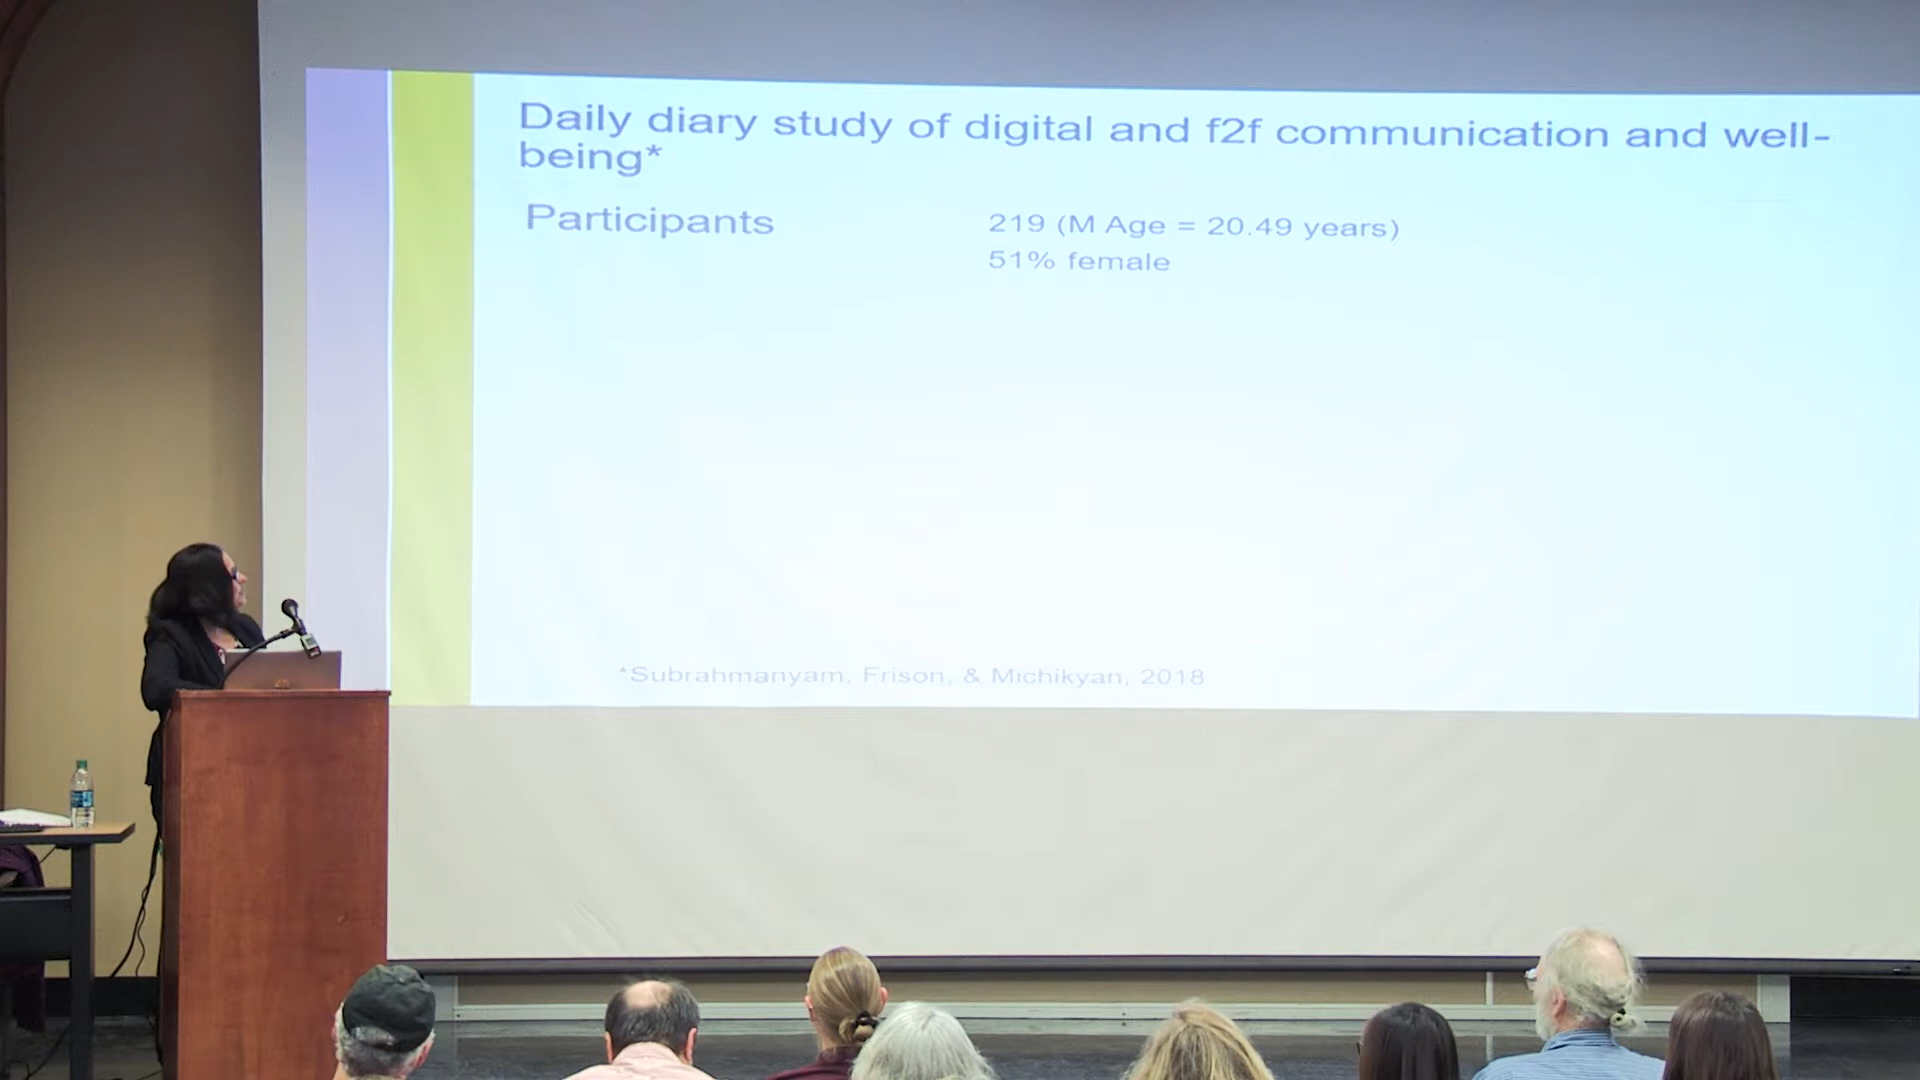 Daily diary study of digital and f2f communication and well-
being*
Participants
219 (M Age = 20.49 years)
51% female
*Subrahmanyam, Frison, & Michikyan, 2018